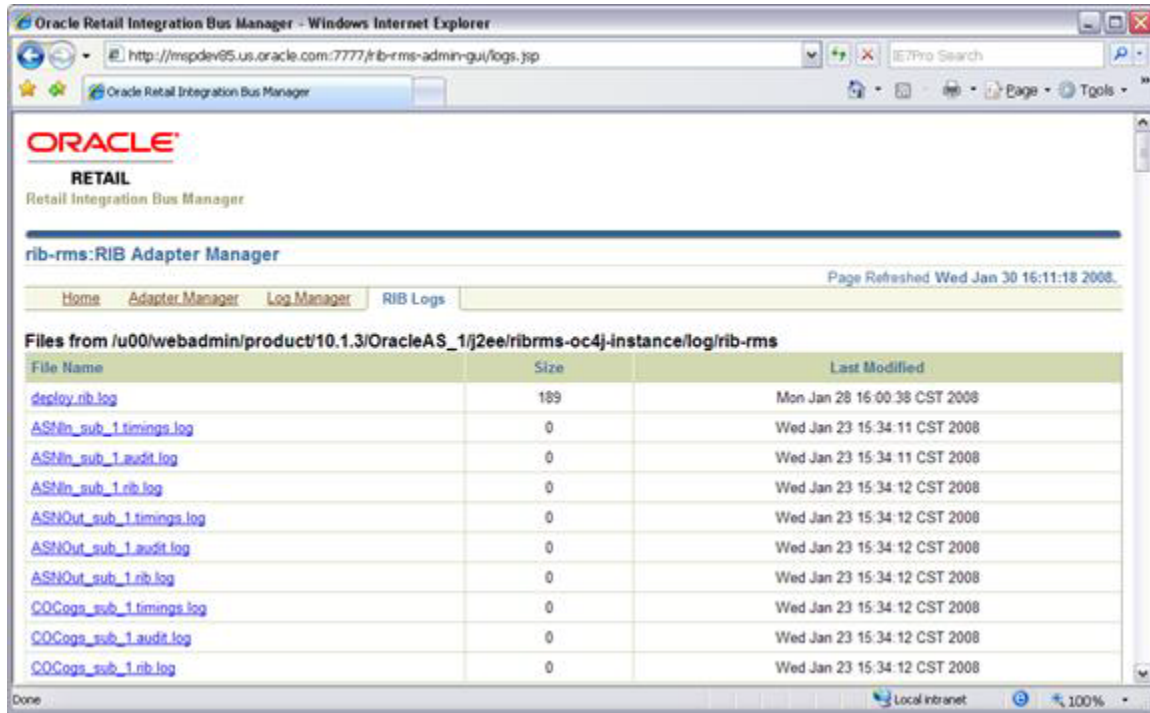 Oracle Retail Integration Bus Manager - Windows Internet Explorer
http://mspdev85.us.oracle.com:7777/rib-rms-admin-gui/logs.jsp IE7Pro Search
Oracle Retail Integration Bus Manager Page Tools
ORACLE
RETAIL
Retail Integration Bus Manager
rib-rms:RIB Adapter Manager
Page Refreshed Wed Jan 30 16:11:18 2008.
Home Adapter Manager Log Manager RIB Logs
Files from /u00/webadmin/product/10.1.3/OracleAS_1/j2ee/ribrms-oc4j-instance/log/rib-rms
File Name Size Last Modified
deploy.rib.log 189 Mon Jan 28 16:00:38 CST 2008
ASNIn_sub_1.timings.log 0 Wed Jan 23 15:34:11 CST 2008
ASNIn_sub_1.audit.log 0 Wed Jan 23 15:34:11 CST 2008
ASNIn_sub_1.rib.log 0 Wed Jan 23 15:34:12 CST 2008
ASNOut_sub_1.timings.log 0 Wed Jan 23 15:34:12 CST 2008
ASNOut_sub_1.audit.log 0 Wed Jan 23 15:34:12 CST 2008
ASNOut_sub_1.rib.log 0 Wed Jan 23 15:34:12 CST 2008
COCogs_sub_1.timings.log 0 Wed Jan 23 15:34:12 CST 2008
COCogs_sub_1.audit.log 0 Wed Jan 23 15:34:12 CST 2008
COCogs_sub_1.rib.log 0 Wed Jan 23 15:34:12 CST 2008
Done Local intranet 100%